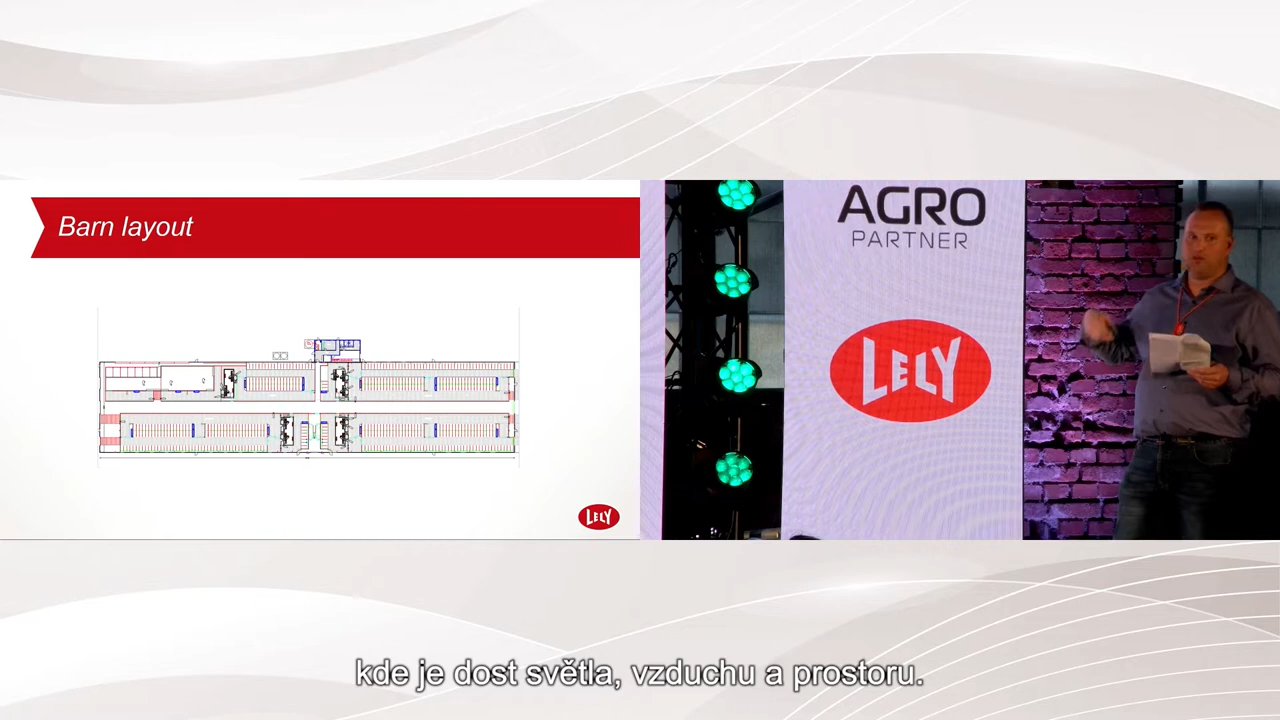 Barn layout
LELY
AGRO
PARTNER
LELY
kde je dost světla, vzduchu a prostoru.